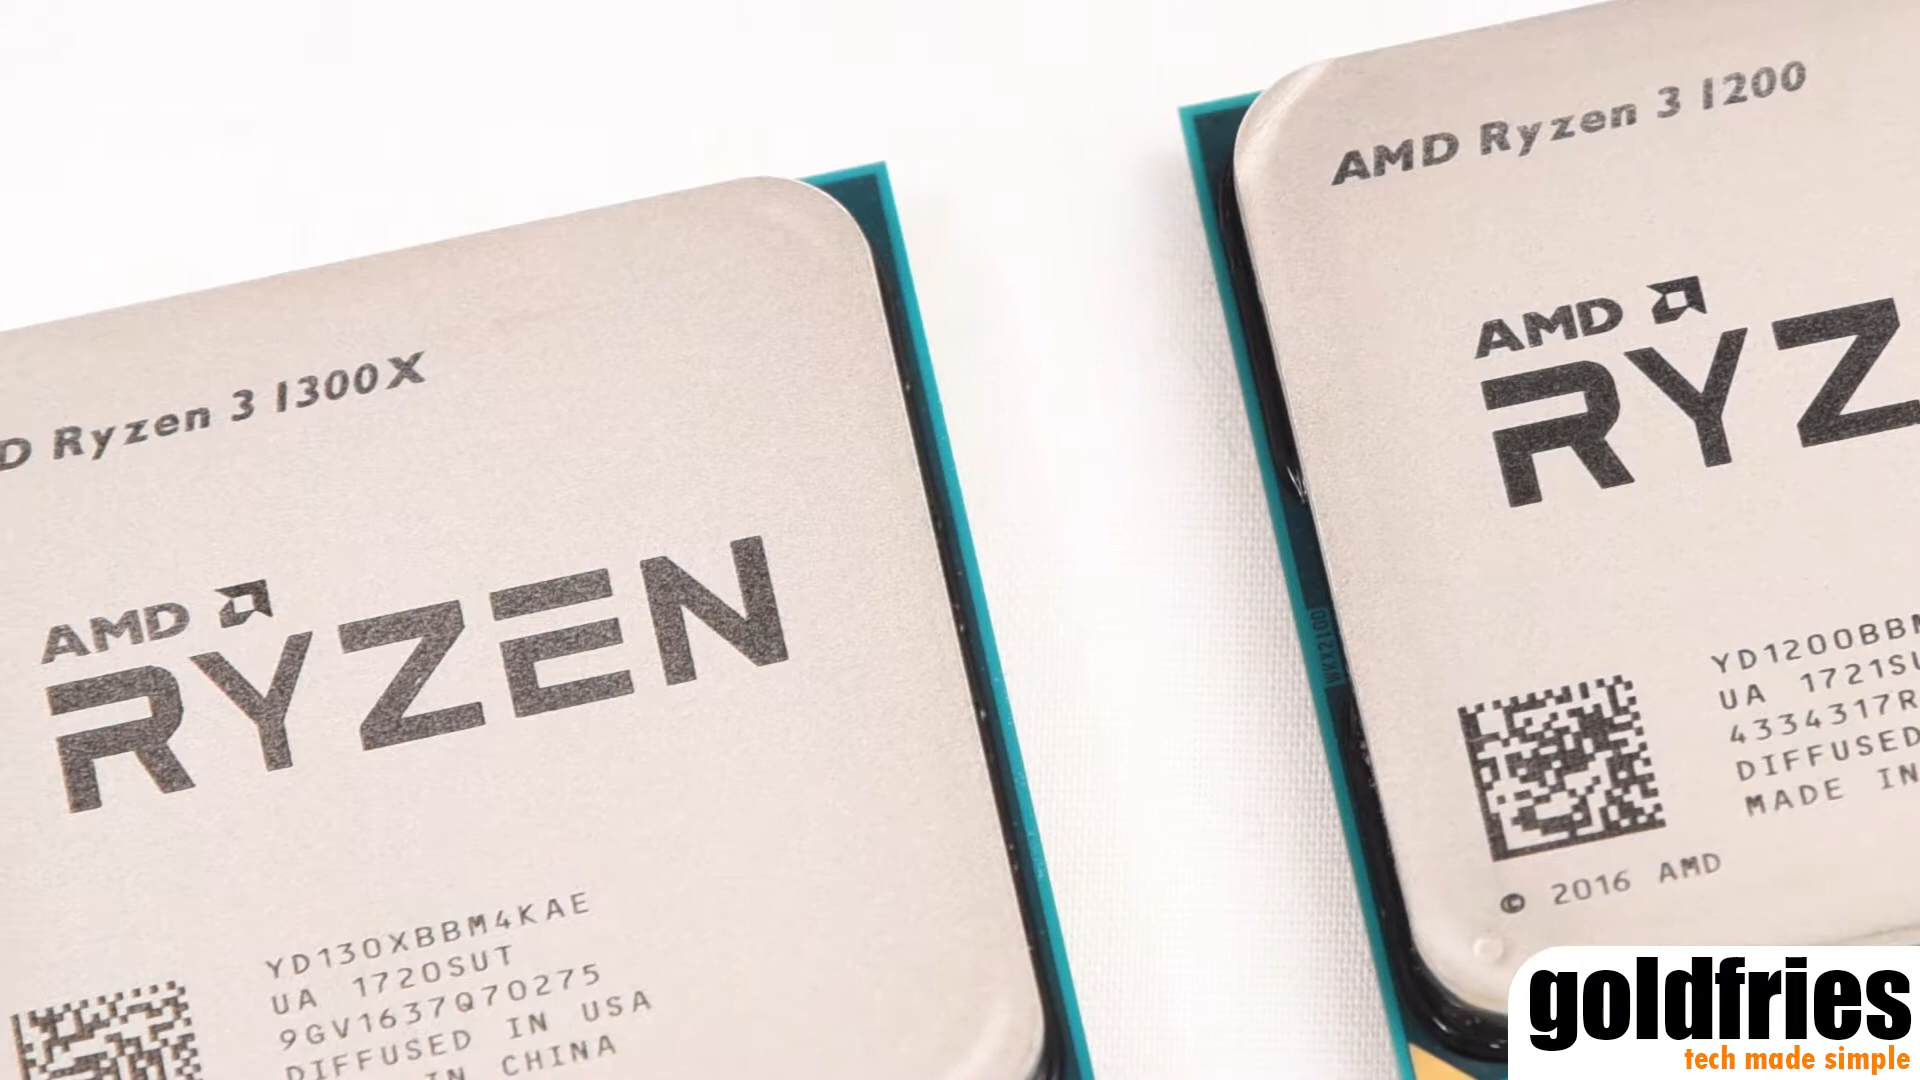 D Ryzen 3 1300X
AMD
RYZEN
YD130XBBM4KAE
UA 1720SUT
9GV1637Q70275
DIFFUSED IN USA
IN CHINA
AMD Ryzen 3 1200
AMD
RYZ
WKX2100
YD1200BBM
UA 1721SU
4334317R
DIFFUSED
MADE IN
© 2016 AMD
goldfries
tech made simple